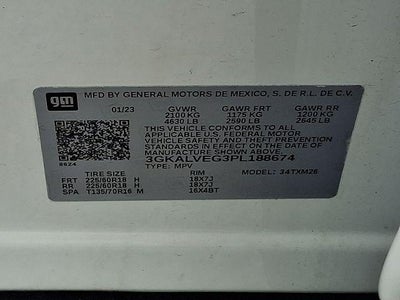 gm
MFD BY GENERAL MOTORS DE MEXICO, S. DE R.L. DE C.V.
01/23 GVWR GAWR FRT GAWR RR
2100 KG 1175 KG 1200 KG
4630 LB 2590 LB 2645 LB
THIS VEHICLE CONFORMS TO ALL
APPLICABLE U.S. FEDERAL MOTOR
VEHICLE SAFETY AND THEFT PREVENTION
STANDARDS IN EFFECT ON THE DATE OF
MANUFACTURE SHOWN ABOVE.
8674
3GKALVEG3PL188674
TYPE: MPV MODEL: 34TXM26
TIRE SIZE RIM
FRT 225/60R18 H 18X7J
RR 225/60R18 H 18X7J
SPA T135/70R16 M 16X4BT